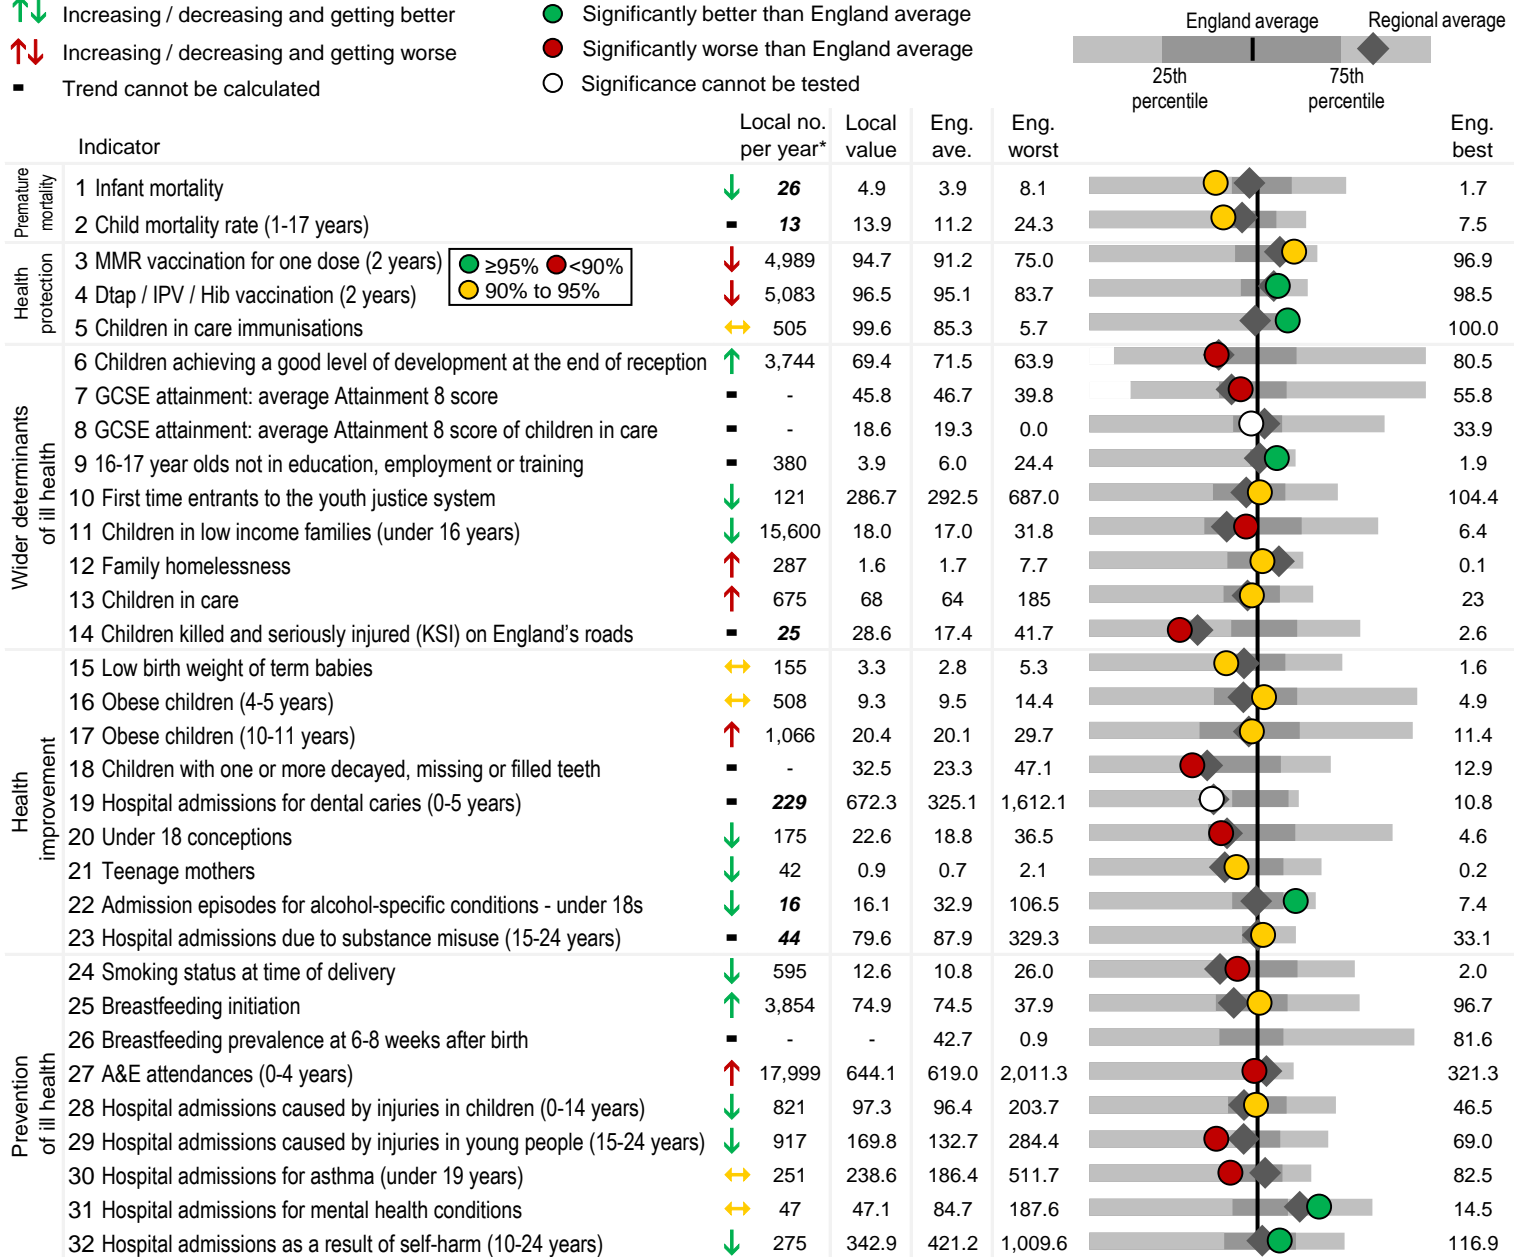 Increasing / decreasing and getting better
Significantly better than England average
England average Regional average
Increasing / decreasing and getting worse
Significantly worse than England average
Trend cannot be calculated
Significance cannot be tested
25th percentile
75th percentile
Indicator Local no. per year* Local value Eng. ave. Eng. worst Eng. best
Premature mortality
1 Infant mortality 26 4.9 3.9 8.1 1.7
2 Child mortality rate (1-17 years) 13 13.9 11.2 24.3 7.5
Health protection
≥95% <90%
90% to 95%
3 MMR vaccination for one dose (2 years) 4,989 94.7 91.2 75.0 96.9
4 Dtap / IPV / Hib vaccination (2 years) 5,083 96.5 95.1 83.7 98.5
5 Children in care immunisations 505 99.6 85.3 5.7 100.0
Wider determinants of ill health
6 Children achieving a good level of development at the end of reception 3,744 69.4 71.5 63.9 80.5
7 GCSE attainment: average Attainment 8 score - 45.8 46.7 39.8 55.8
8 GCSE attainment: average Attainment 8 score of children in care - 18.6 19.3 0.0 33.9
9 16-17 year olds not in education, employment or training 380 3.9 6.0 24.4 1.9
10 First time entrants to the youth justice system 121 286.7 292.5 687.0 104.4
11 Children in low income families (under 16 years) 15,600 18.0 17.0 31.8 6.4
12 Family homelessness 287 1.6 1.7 7.7 0.1
13 Children in care 675 68 64 185 23
14 Children killed and seriously injured (KSI) on England's roads 25 28.6 17.4 41.7 2.6
Health improvement
15 Low birth weight of term babies 155 3.3 2.8 5.3 1.6
16 Obese children (4-5 years) 508 9.3 9.5 14.4 4.9
17 Obese children (10-11 years) 1,066 20.4 20.1 29.7 11.4
18 Children with one or more decayed, missing or filled teeth - 32.5 23.3 47.1 12.9
19 Hospital admissions for dental caries (0-5 years) 229 672.3 325.1 1,612.1 10.8
20 Under 18 conceptions 175 22.6 18.8 36.5 4.6
21 Teenage mothers 42 0.9 0.7 2.1 0.2
22 Admission episodes for alcohol-specific conditions - under 18s 16 16.1 32.9 106.5 7.4
23 Hospital admissions due to substance misuse (15-24 years) 44 79.6 87.9 329.3 33.1
Prevention of ill health
24 Smoking status at time of delivery 595 12.6 10.8 26.0 2.0
25 Breastfeeding initiation 3,854 74.9 74.5 37.9 96.7
26 Breastfeeding prevalence at 6-8 weeks after birth - - 42.7 0.9 81.6
27 A&E attendances (0-4 years) 17,999 644.1 619.0 2,011.3 321.3
28 Hospital admissions caused by injuries in children (0-14 years) 821 97.3 96.4 203.7 46.5
29 Hospital admissions caused by injuries in young people (15-24 years) 917 169.8 132.7 284.4 69.0
30 Hospital admissions for asthma (under 19 years) 251 238.6 186.4 511.7 82.5
31 Hospital admissions for mental health conditions 47 47.1 84.7 187.6 14.5
32 Hospital admissions as a result of self-harm (10-24 years) 275 342.9 421.2 1,009.6 116.9